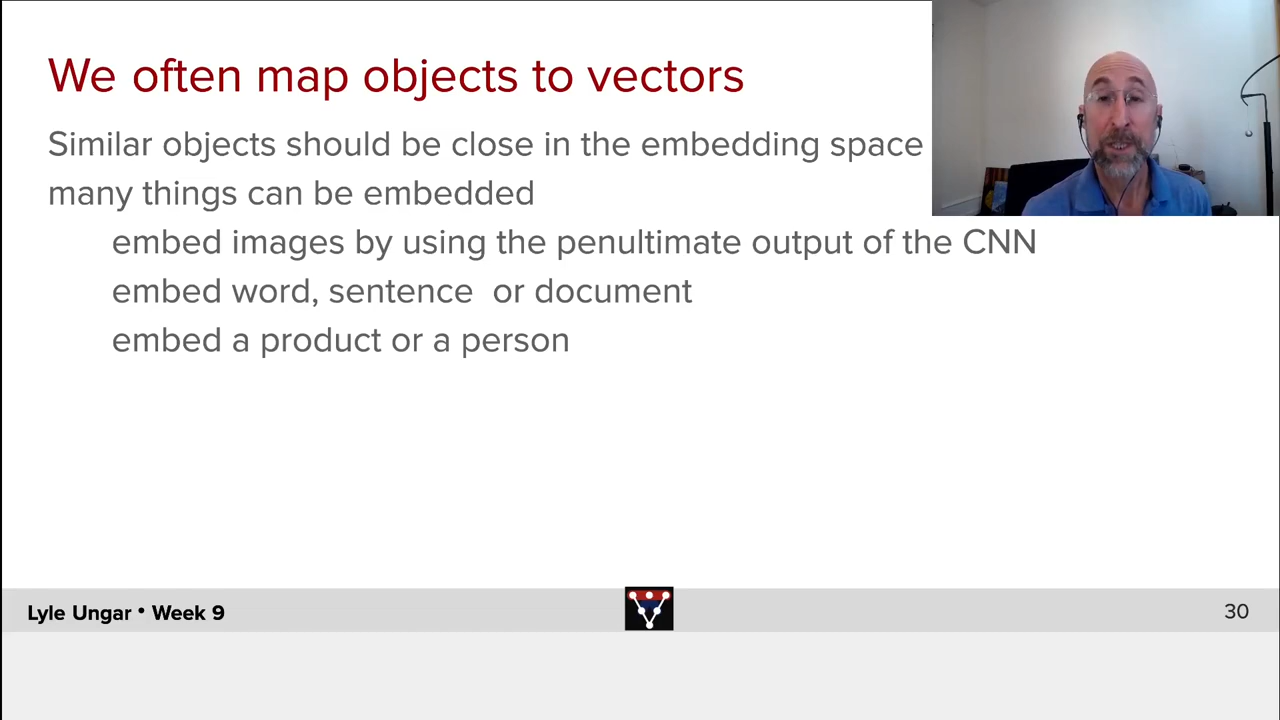 We often map objects to vectors
Similar objects should be close in the embedding space
many things can be embedded
embed images by using the penultimate output of the CNN
embed word, sentence or document
embed a product or a person
Lyle Ungar • Week 9
30